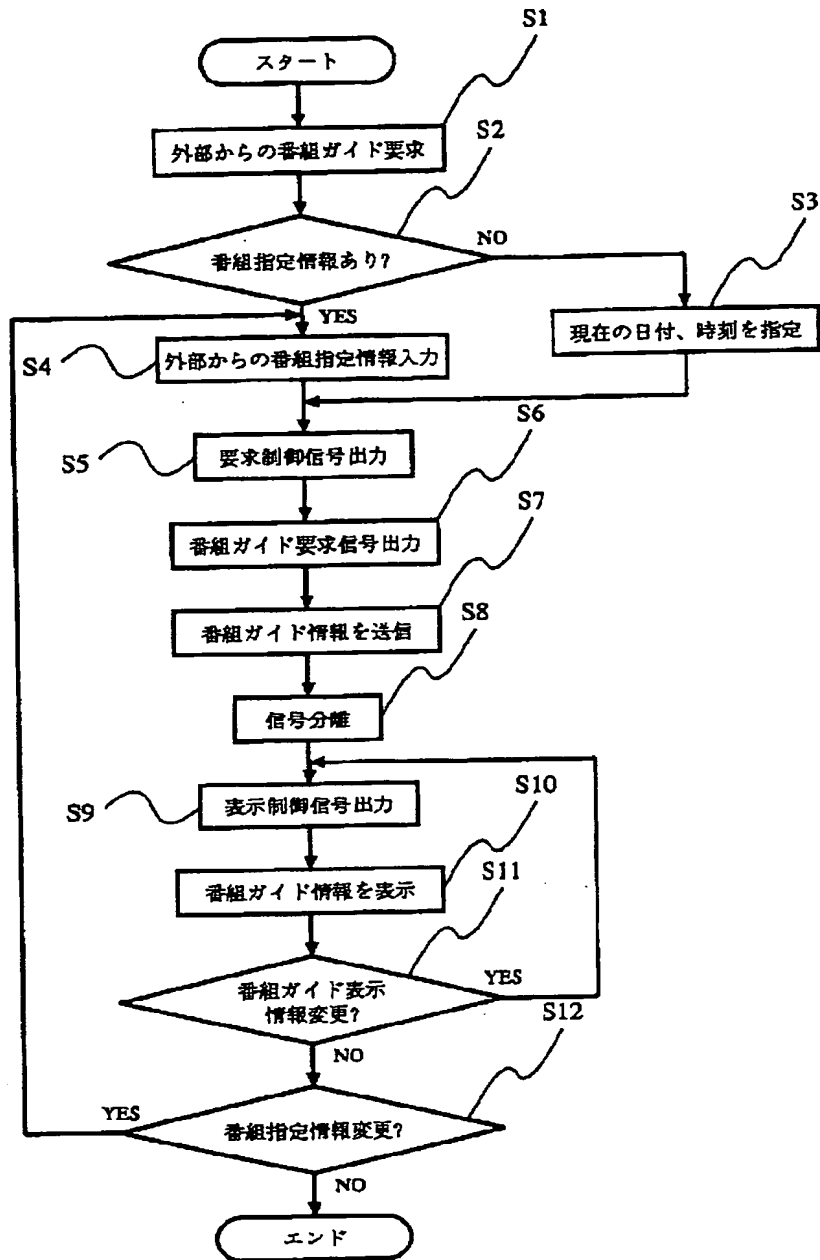 S1
スタート
S2
外部からの番組ガイド要求
S3
NO
番組指定情報あり?
YES
現在の日付、時刻を指定
S4
外部からの番組指定情報入力
S6
S5
要求制御信号出力
S7
番組ガイド要求信号出力
S8
番組ガイド情報を送信
信号分離
S9
表示制御信号出力
S10
番組ガイド情報を表示
S11
番組ガイド表示
情報変更?
YES
S12
NO
YES
番組指定情報変更?
NO
エンド